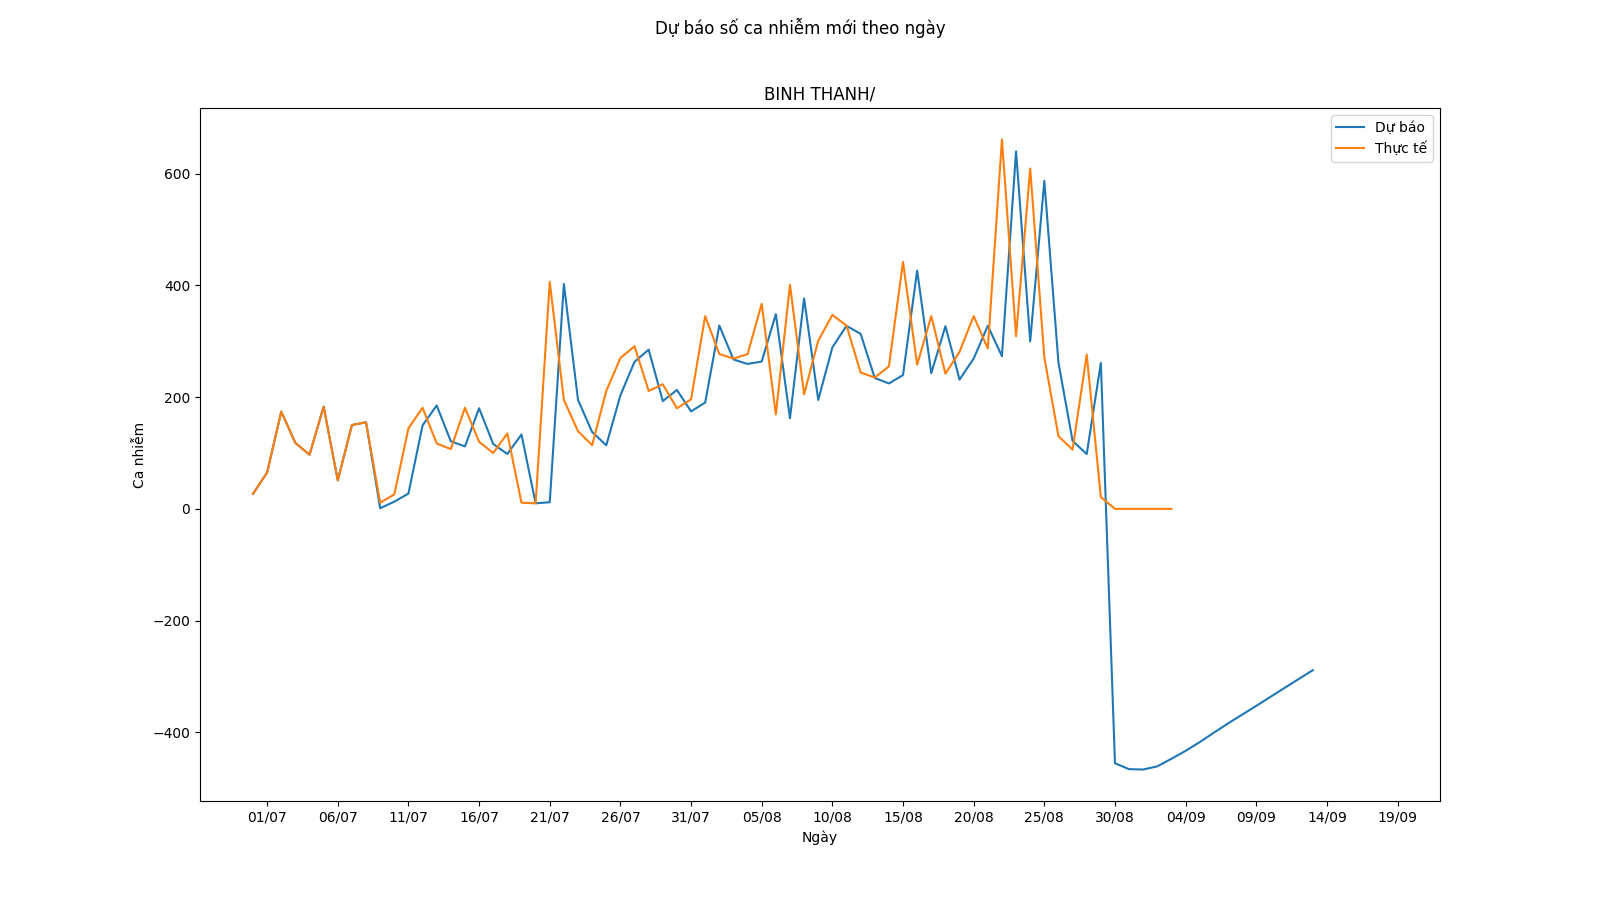 Dự báo số ca nhiễm mới theo ngày
BINH THANH/
Dự báo
Thực tế
600
400
200
0
−200
−400
Ca nhiễm
01/07 06/07 11/07 16/07 21/07 26/07 31/07 05/08 10/08 15/08 20/08 25/08 30/08 04/09 09/09 14/09 19/09
Ngày